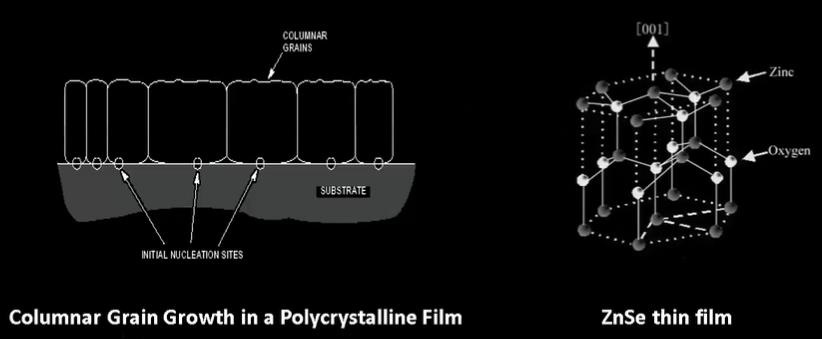 COLUMNAR
GRAINS
SUBSTRATE
INITIAL NUCLEATION SITES
Columnar Grain Growth in a Polycrystalline Film
[001]
Zinc
Oxygen
ZnSe thin film